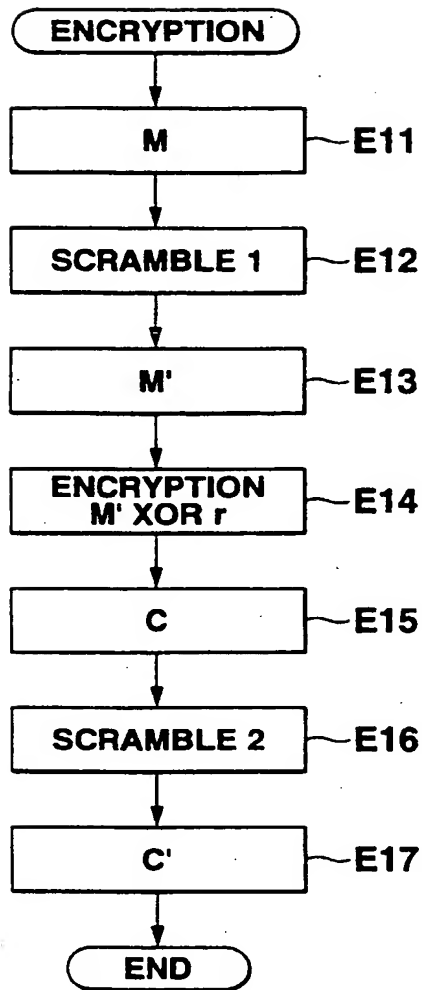 ENCRYPTION
M E11
SCRAMBLE 1 E12
M' E13
ENCRYPTION
M' XOR r E14
C E15
SCRAMBLE 2 E16
C' E17
END